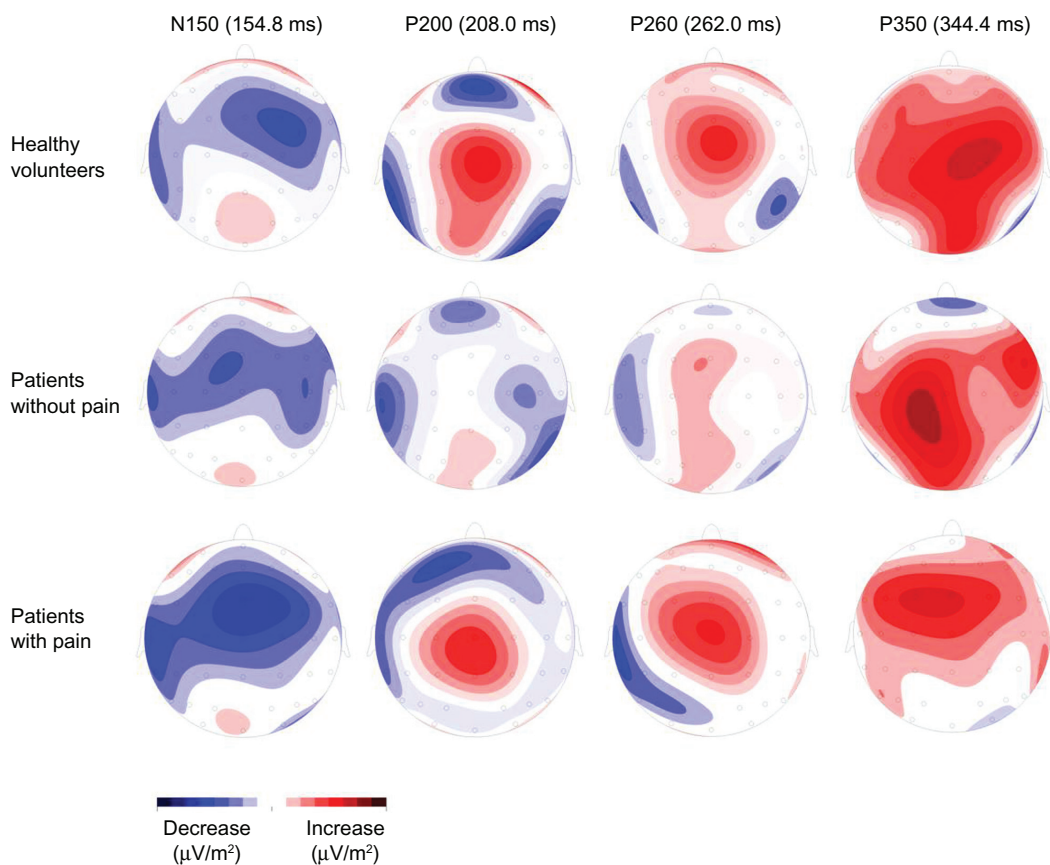 N150 (154.8 ms) P200 (208.0 ms) P260 (262.0 ms) P350 (344.4 ms)
Healthy
volunteers
Patients
without pain
Patients
with pain
Decrease Increase
(µV/m²) (µV/m²)